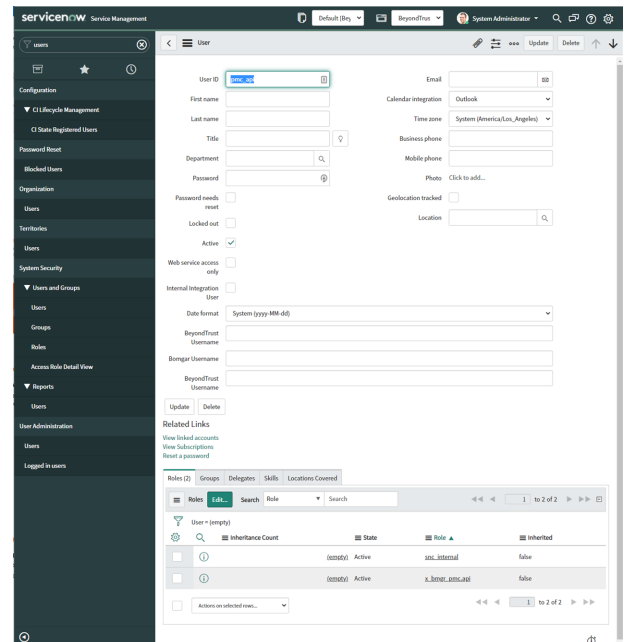 servicenow Service Management
Default (Bey
BeyondTrus
System Administrator
users
Configuration
CI Lifecycle Management
CI State Registered Users
Password Reset
Blocked Users
Organization
Users
Territories
Users
System Security
Users and Groups
Users
Groups
Roles
Access Role Detail View
Reports
Users
User Administration
Users
Logged in users
User
Update
Delete
User ID pmc_api
First name
Last name
Title
Department
Password
Password needs
reset
Locked out
Active
Web service access
only
Internal Integration
User
Date format System (yyyy-MM-dd)
BeyondTrust
Username
Bomgar Username
BeyondTrust
Username
Email
Calendar integration Outlook
Time zone System (America/Los_Angeles)
Business phone
Mobile phone
Photo Click to add...
Geolocation tracked
Location
Update Delete
Related Links
View linked accounts
View Subscriptions
Reset a password
Roles (2) Groups Delegates Skills Locations Covered
Roles Edit... Search Role Search 1 to 2 of 2
User = (empty)
Inheritance Count State Role Inherited
(empty) Active snc_internal false
(empty) Active x_bmgr_pmc.api false
Actions on selected rows... 1 to 2 of 2